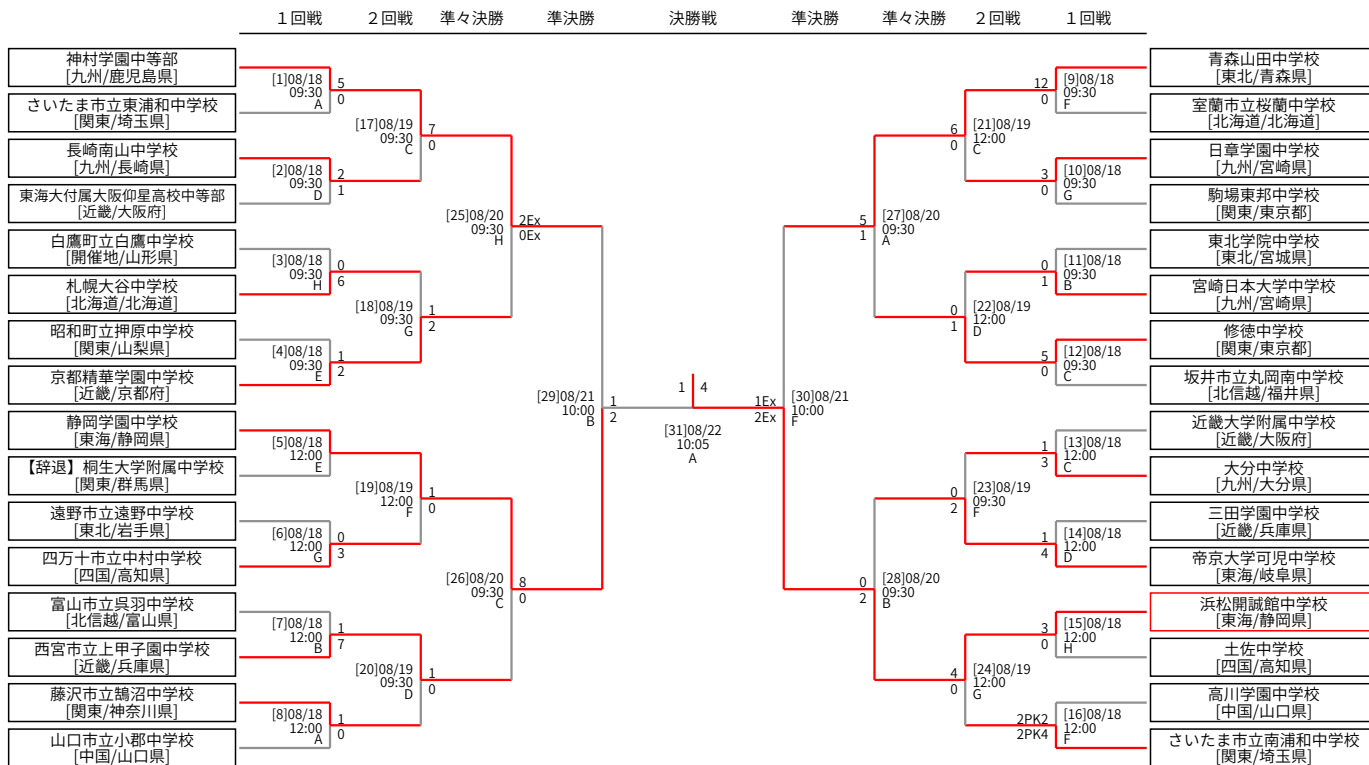 １回戦
２回戦
準々決勝
準決勝
決勝戦
準決勝
準々決勝
２回戦
１回戦
神村学園中等部
[九州/鹿児島県]
さいたま市立東浦和中学校
[関東/埼玉県]
長崎南山中学校
[九州/長崎県]
東海大付属大阪仰星高校中等部
[近畿/大阪府]
白鷹町立白鷹中学校
[開催地/山形県]
札幌大谷中学校
[北海道/北海道]
昭和町立押原中学校
[関東/山梨県]
京都精華学園中学校
[近畿/京都府]
静岡学園中学校
[東海/静岡県]
【辞退】桐生大学附属中学校
[関東/群馬県]
遠野市立遠野中学校
[東北/岩手県]
四万十市立中村中学校
[四国/高知県]
富山市立呉羽中学校
[北信越/富山県]
西宮市立上甲子園中学校
[近畿/兵庫県]
藤沢市立鵠沼中学校
[関東/神奈川県]
山口市立小郡中学校
[中国/山口県]
[1]08/18
09:30
A
5
0
[2]08/18
09:30
D
2
1
[3]08/18
09:30
H
0
6
[4]08/18
09:30
E
1
2
[5]08/18
12:00
E
[6]08/18
12:00
G
0
3
[7]08/18
12:00
B
1
7
[8]08/18
12:00
A
1
0
[17]08/19
09:30
C
7
0
[18]08/19
09:30
G
1
2
[19]08/19
12:00
F
1
0
[20]08/19
09:30
D
1
0
[25]08/20
09:30
H
2Ex
0Ex
[26]08/20
09:30
C
8
0
[29]08/21
10:00
B
1
2
1
4
[31]08/22
10:05
A
1Ex
2Ex
[30]08/21
10:00
F
5
1
[27]08/20
09:30
A
0
2
[28]08/20
09:30
B
6
0
[21]08/19
12:00
C
0
1
[22]08/19
12:00
D
0
2
[23]08/19
09:30
F
4
0
[24]08/19
12:00
G
12
0
[9]08/18
09:30
F
3
0
[10]08/18
09:30
G
0
1
[11]08/18
09:30
B
5
0
[12]08/18
09:30
C
1
3
[13]08/18
12:00
C
1
4
[14]08/18
12:00
D
3
0
[15]08/18
12:00
H
2PK2
2PK4
[16]08/18
12:00
F
青森山田中学校
[東北/青森県]
室蘭市立桜蘭中学校
[北海道/北海道]
日章学園中学校
[九州/宮崎県]
駒場東邦中学校
[関東/東京都]
東北学院中学校
[東北/宮城県]
宮崎日本大学中学校
[九州/宮崎県]
修徳中学校
[関東/東京都]
坂井市立丸岡南中学校
[北信越/福井県]
近畿大学附属中学校
[近畿/大阪府]
大分中学校
[九州/大分県]
三田学園中学校
[近畿/兵庫県]
帝京大学可児中学校
[東海/岐阜県]
浜松開誠館中学校
[東海/静岡県]
土佐中学校
[四国/高知県]
高川学園中学校
[中国/山口県]
さいたま市立南浦和中学校
[関東/埼玉県]